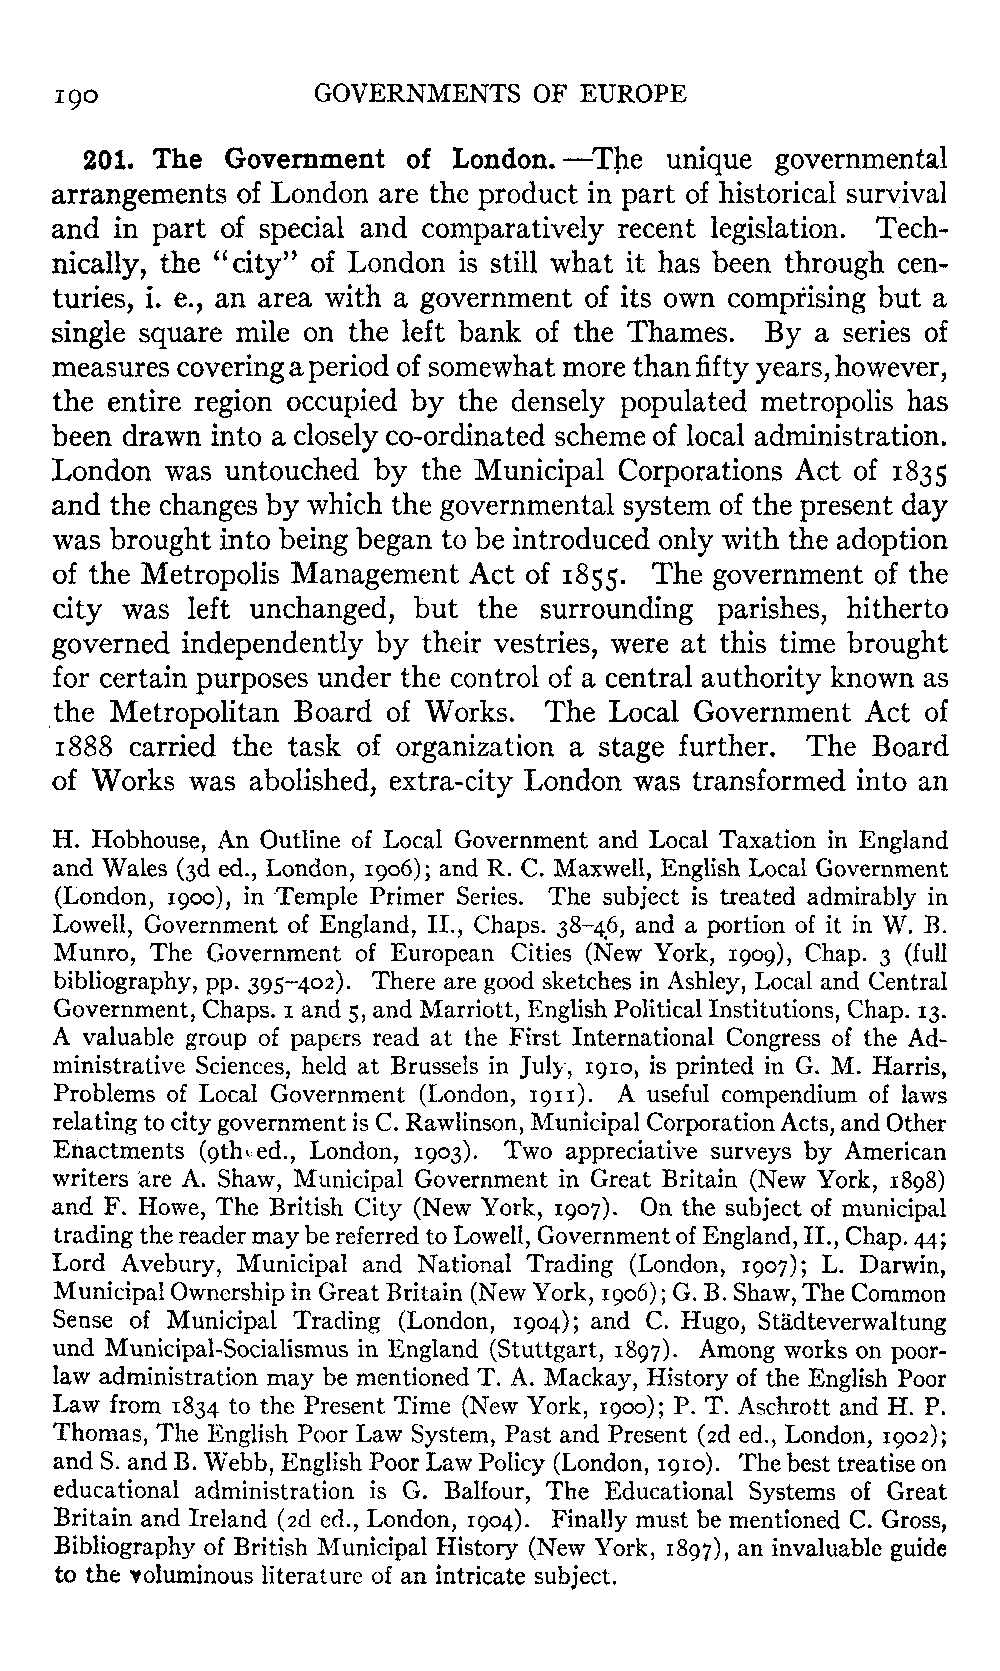 190 GOVERNMENTS OF EUROPE
201. The Government of London.—The unique governmental
arrangements of London are the product in part of historical survival
and in part of special and comparatively recent legislation. Tech-
nically, the "city" of London is still what it has been through cen-
turies, i. e., an area with a government of its own comprising but a
single square mile on the left bank of the Thames. By a series of
measures covering a period of somewhat more than fifty years, however,
the entire region occupied by the densely populated metropolis has
been drawn into a closely co-ordinated scheme of local administration.
London was untouched by the Municipal Corporations Act of 1835
and the changes by which the governmental system of the present day
was brought into being began to be introduced only with the adoption
of the Metropolis Management Act of 1855. The government of the
city was left unchanged, but the surrounding parishes, hitherto
governed independently by their vestries, were at this time brought
for certain purposes under the control of a central authority known as
the Metropolitan Board of Works. The Local Government Act of
1888 carried the task of organization a stage further. The Board
of Works was abolished, extra-city London was transformed into an
H. Hobhouse, An Outline of Local Government and Local Taxation in England
and Wales (3d ed., London, 1906); and R. C. Maxwell, English Local Government
(London, 1900), in Temple Primer Series. The subject is treated admirably in
Lowell, Government of England, II., Chaps. 38-46, and a portion of it in W. B.
Munro, The Government of European Cities (New York, 1909), Chap. 3 (full
bibliography, pp. 395-402). There are good sketches in Ashley, Local and Central
Government, Chaps. 1 and 5, and Marriott, English Political Institutions, Chap. 13.
A valuable group of papers read at the First International Congress of the Ad-
ministrative Sciences, held at Brussels in July, 1910, is printed in G. M. Harris,
Problems of Local Government (London, 1911). A useful compendium of laws
relating to city government is C. Rawlinson, Municipal Corporation Acts, and Other
Enactments (9th ed., London, 1903). Two appreciative surveys by American
writers are A. Shaw, Municipal Government in Great Britain (New York, 1898)
and F. Howe, The British City (New York, 1907). On the subject of municipal
trading the reader may be referred to Lowell, Government of England, II., Chap. 44;
Lord Avebury, Municipal and National Trading (London, 1907); L. Darwin,
Municipal Ownership in Great Britain (New York, 1906); G. B. Shaw, The Common
Sense of Municipal Trading (London, 1904); and C. Hugo, Städteverwaltung
und Municipal-Socialismus in England (Stuttgart, 1897). Among works on poor-
law administration may be mentioned T. A. Mackay, History of the English Poor
Law from 1834 to the Present Time (New York, 1900); P. T. Aschrott and H. P.
Thomas, The English Poor Law System, Past and Present (2d ed., London, 1902);
and S. and B. Webb, English Poor Law Policy (London, 1910). The best treatise on
educational administration is G. Balfour, The Educational Systems of Great
Britain and Ireland (2d ed., London, 1904). Finally must be mentioned C. Gross,
Bibliography of British Municipal History (New York, 1897), an invaluable guide
to the voluminous literature of an intricate subject.